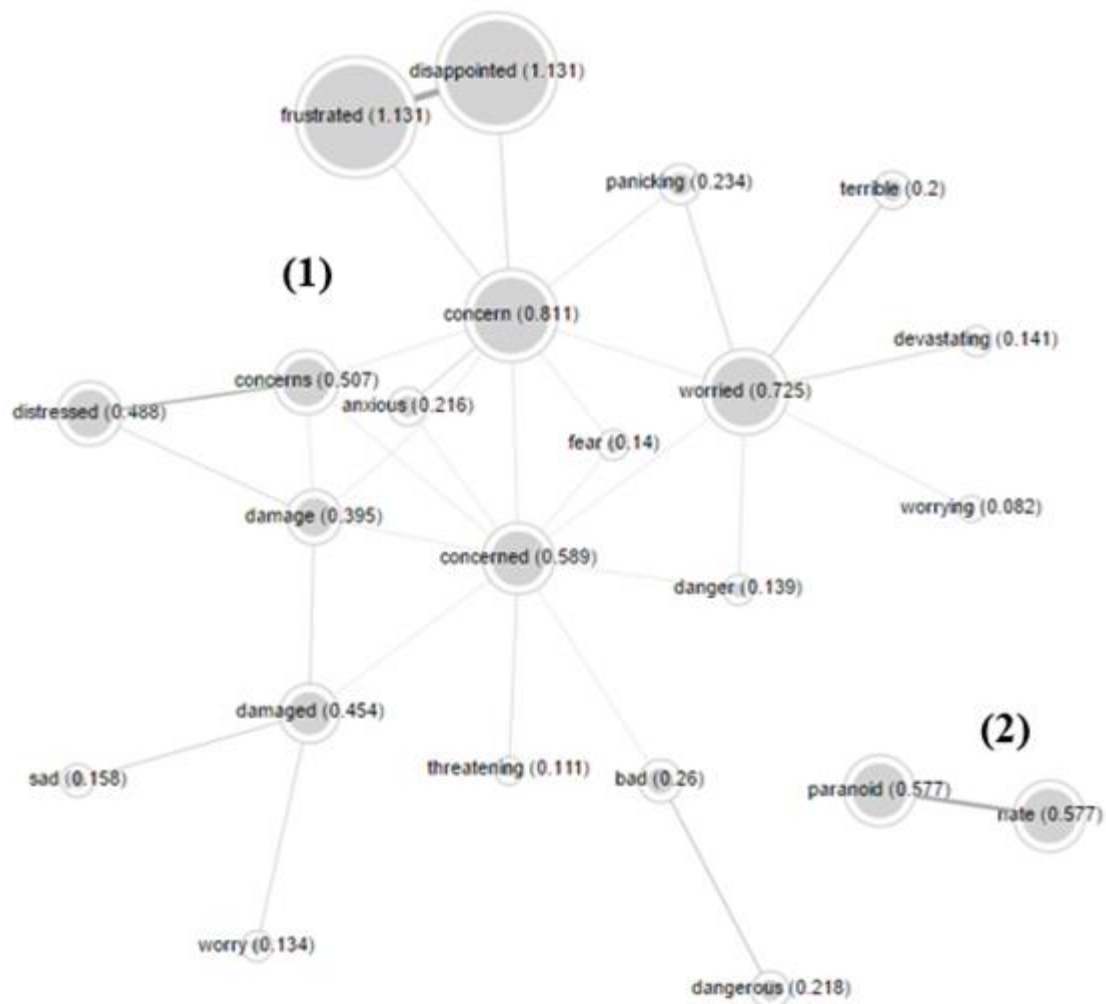 disappointed (1.131)
frustrated (1.131)
panicking (0.234)
terrible (0.2)
(1)
concern (0.811)
devastating (0.141)
concerns (0.507)
worried (0.725)
distressed (0.488)
anxious (0.216)
fear (0.14)
worrying (0.082)
damage (0.395)
concerned (0.589)
danger (0.139)
damaged (0.454)
(2)
threatening (0.111)
sad (0.158)
bad (0.26)
paranoid (0.577)
hate (0.577)
worry (0.134)
dangerous (0.218)